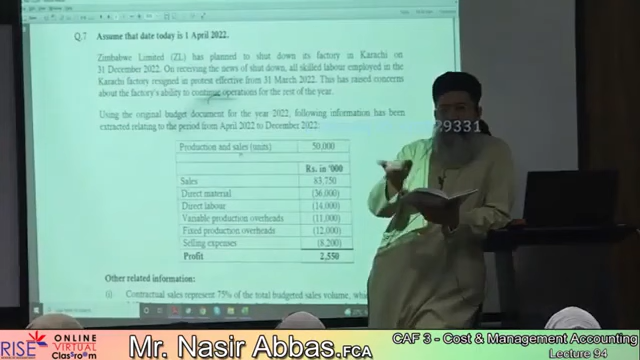 Q.7 Assume that date today is 1 April 2022.
Zimbabwe Limited (ZL) has planned to shut down its factory in Karachi on
31 December 2022. On receiving the news of shut down, all skilled labour employed in the
Karachi factory resigned in protest effective from 31 March 2022. This has raised concerns
about the factory's ability to continue operations for the rest of the year.
Using the original budget document for the year 2022, following information has been
extracted relating to the period from April 2022 to December 2022:
29331
Production and sales (units) 50,000
Rs. in '000
Sales 83,750
Direct material (36,000)
Direct labour (14,000)
Variable production overheads (11,000)
Fixed production overheads (12,000)
Selling expenses (8,200)
Profit 2,550
Other related information:
(i) Contractual sales represent 75% of the total budgeted sales volume,
RISE ONLINE
VIRTUAL
Classroom
Mr. Nasir Abbas.FCA
CAF 3 - Cost & Management Accounting
Lecture 94